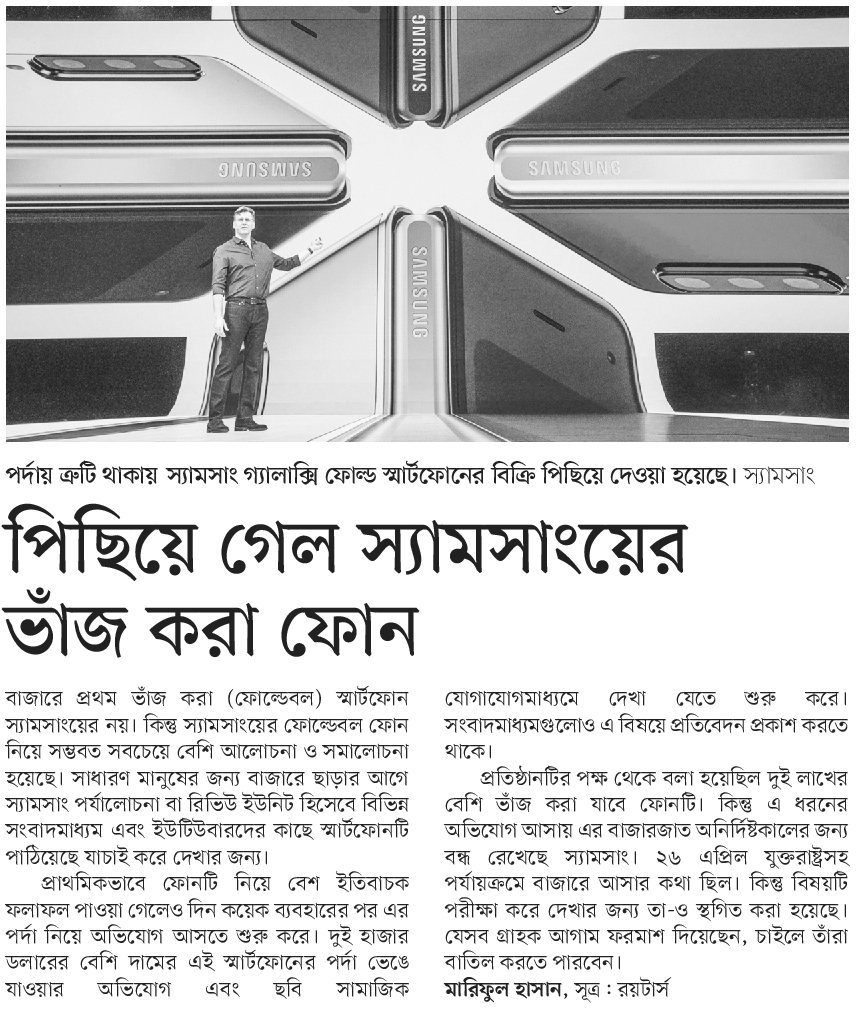 SAMSUNG
SAMSUNG
SAMSUNG
SAMSUNG
পর্দায় ত্রুটি থাকায় স্যামসাং গ্যালাক্সি ফোল্ড স্মার্টফোনের বিক্রি পিছিয়ে দেওয়া হয়েছে। স্যামসাং
পিছিয়ে গেল স্যামসাংয়ের
ভাঁজ করা ফোন
বাজারে প্রথম ভাঁজ করা (ফোল্ডেবল) স্মার্টফোন
স্যামসাংয়ের নয়। কিন্তু স্যামসাংয়ের ফোল্ডেবল ফোন
নিয়ে সম্ভবত সবচেয়ে বেশি আলোচনা ও সমালোচনা
হয়েছে। সাধারণ মানুষের জন্য বাজারে ছাড়ার আগে
স্যামসাং পর্যালোচনা বা রিভিউ ইউনিট হিসেবে বিভিন্ন
সংবাদমাধ্যম এবং ইউটিউবারদের কাছে স্মার্টফোনটি
পাঠিয়েছে যাচাই করে দেখার জন্য।
প্রাথমিকভাবে ফোনটি নিয়ে বেশ ইতিবাচক
ফলাফল পাওয়া গেলেও দিন কয়েক ব্যবহারের পর এর
পর্দা নিয়ে অভিযোগ আসতে শুরু করে। দুই হাজার
ডলারের বেশি দামের এই স্মার্টফোনের পর্দা ভেঙে
যাওয়ার অভিযোগ এবং ছবি সামাজিক
যোগাযোগমাধ্যমে দেখা যেতে শুরু করে।
সংবাদমাধ্যমগুলোও এ বিষয়ে প্রতিবেদন প্রকাশ করতে
থাকে।
প্রতিষ্ঠানটির পক্ষ থেকে বলা হয়েছিল দুই লাখের
বেশি ভাঁজ করা যাবে ফোনটি। কিন্তু এ ধরনের
অভিযোগ আসায় এর বাজারজাত অনির্দিষ্টকালের জন্য
বন্ধ রেখেছে স্যামসাং। ২৬ এপ্রিল যুক্তরাষ্ট্রসহ
পর্যায়ক্রমে বাজারে আসার কথা ছিল। কিন্তু বিষয়টি
পরীক্ষা করে দেখার জন্য তা-ও স্থগিত করা হয়েছে।
যেসব গ্রাহক আগাম ফরমাশ দিয়েছেন, চাইলে তাঁরা
বাতিল করতে পারবেন।
মারিফুল হাসান, সূত্র : রয়টার্স